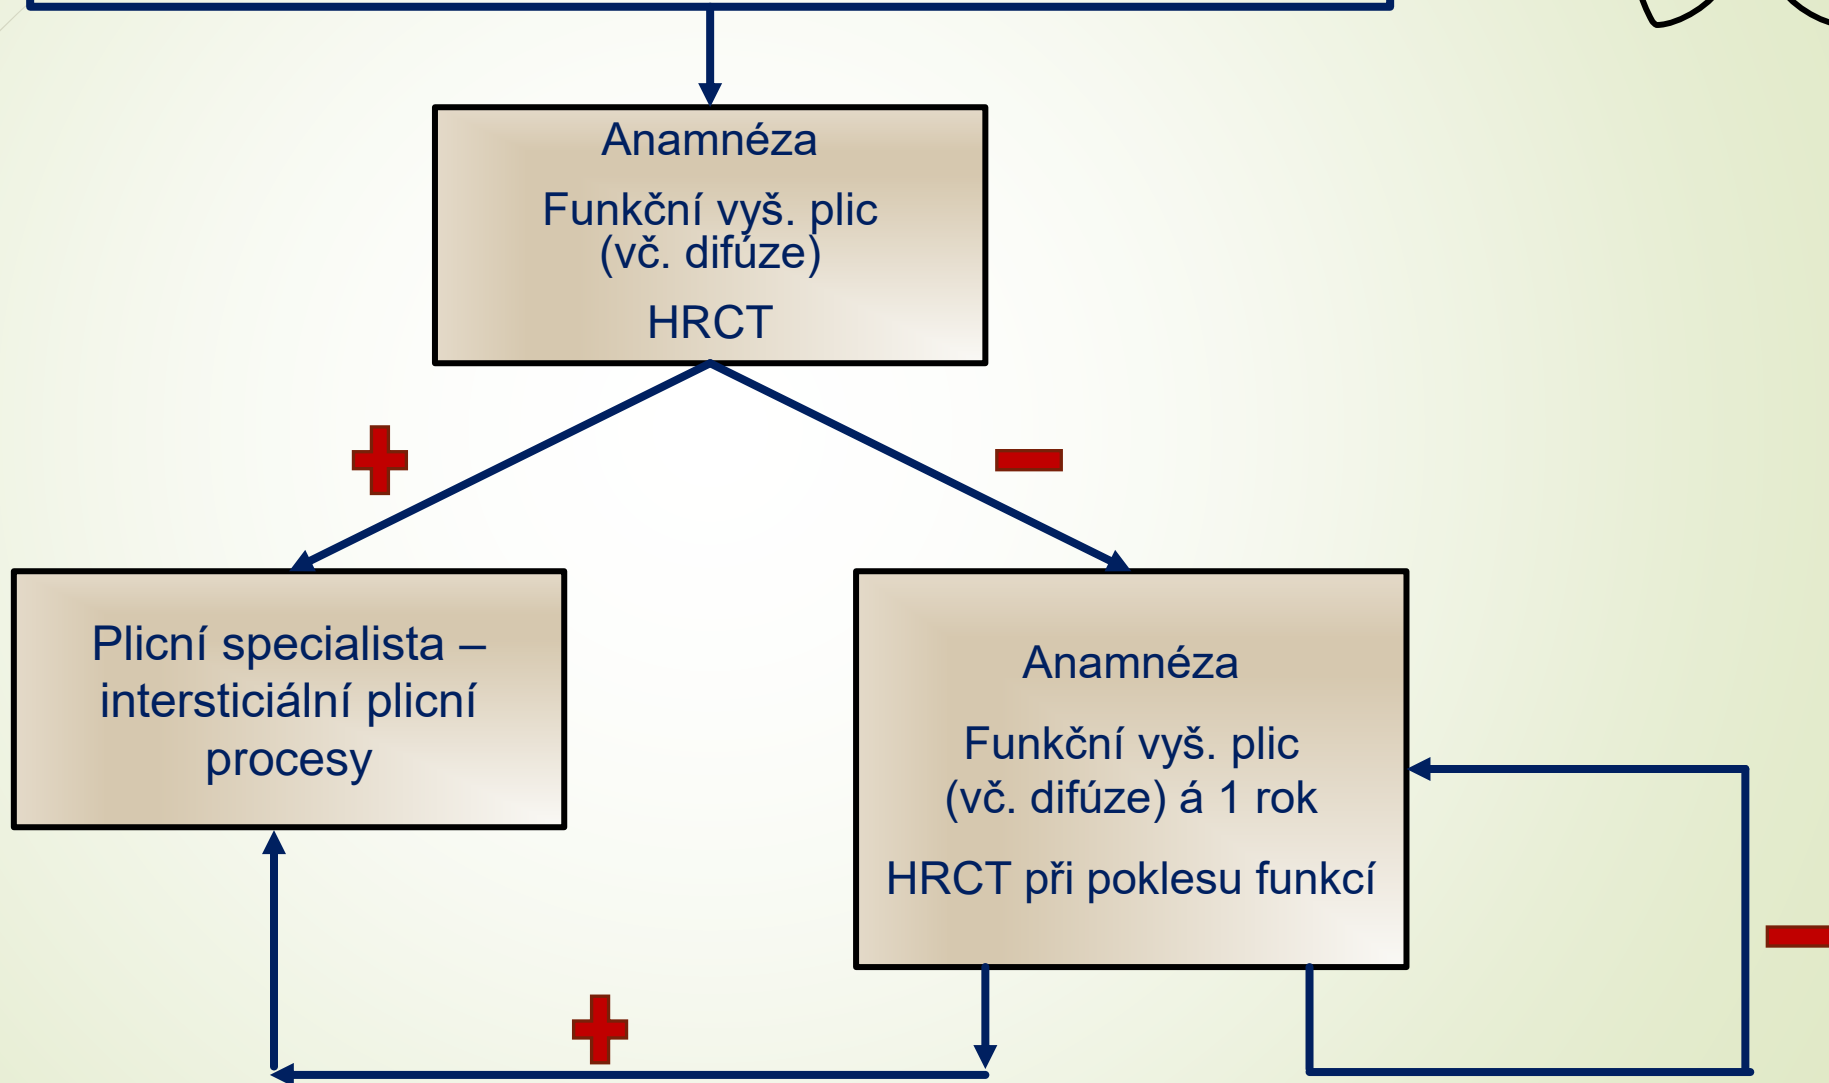 Anamnéza
Funkční vyš. plic
(vč. difúze)
HRCT
Plicní specialista –
intersticiální plicní
procesy
Anamnéza
Funkční vyš. plic
(vč. difúze) á 1 rok
HRCT při poklesu funkcí